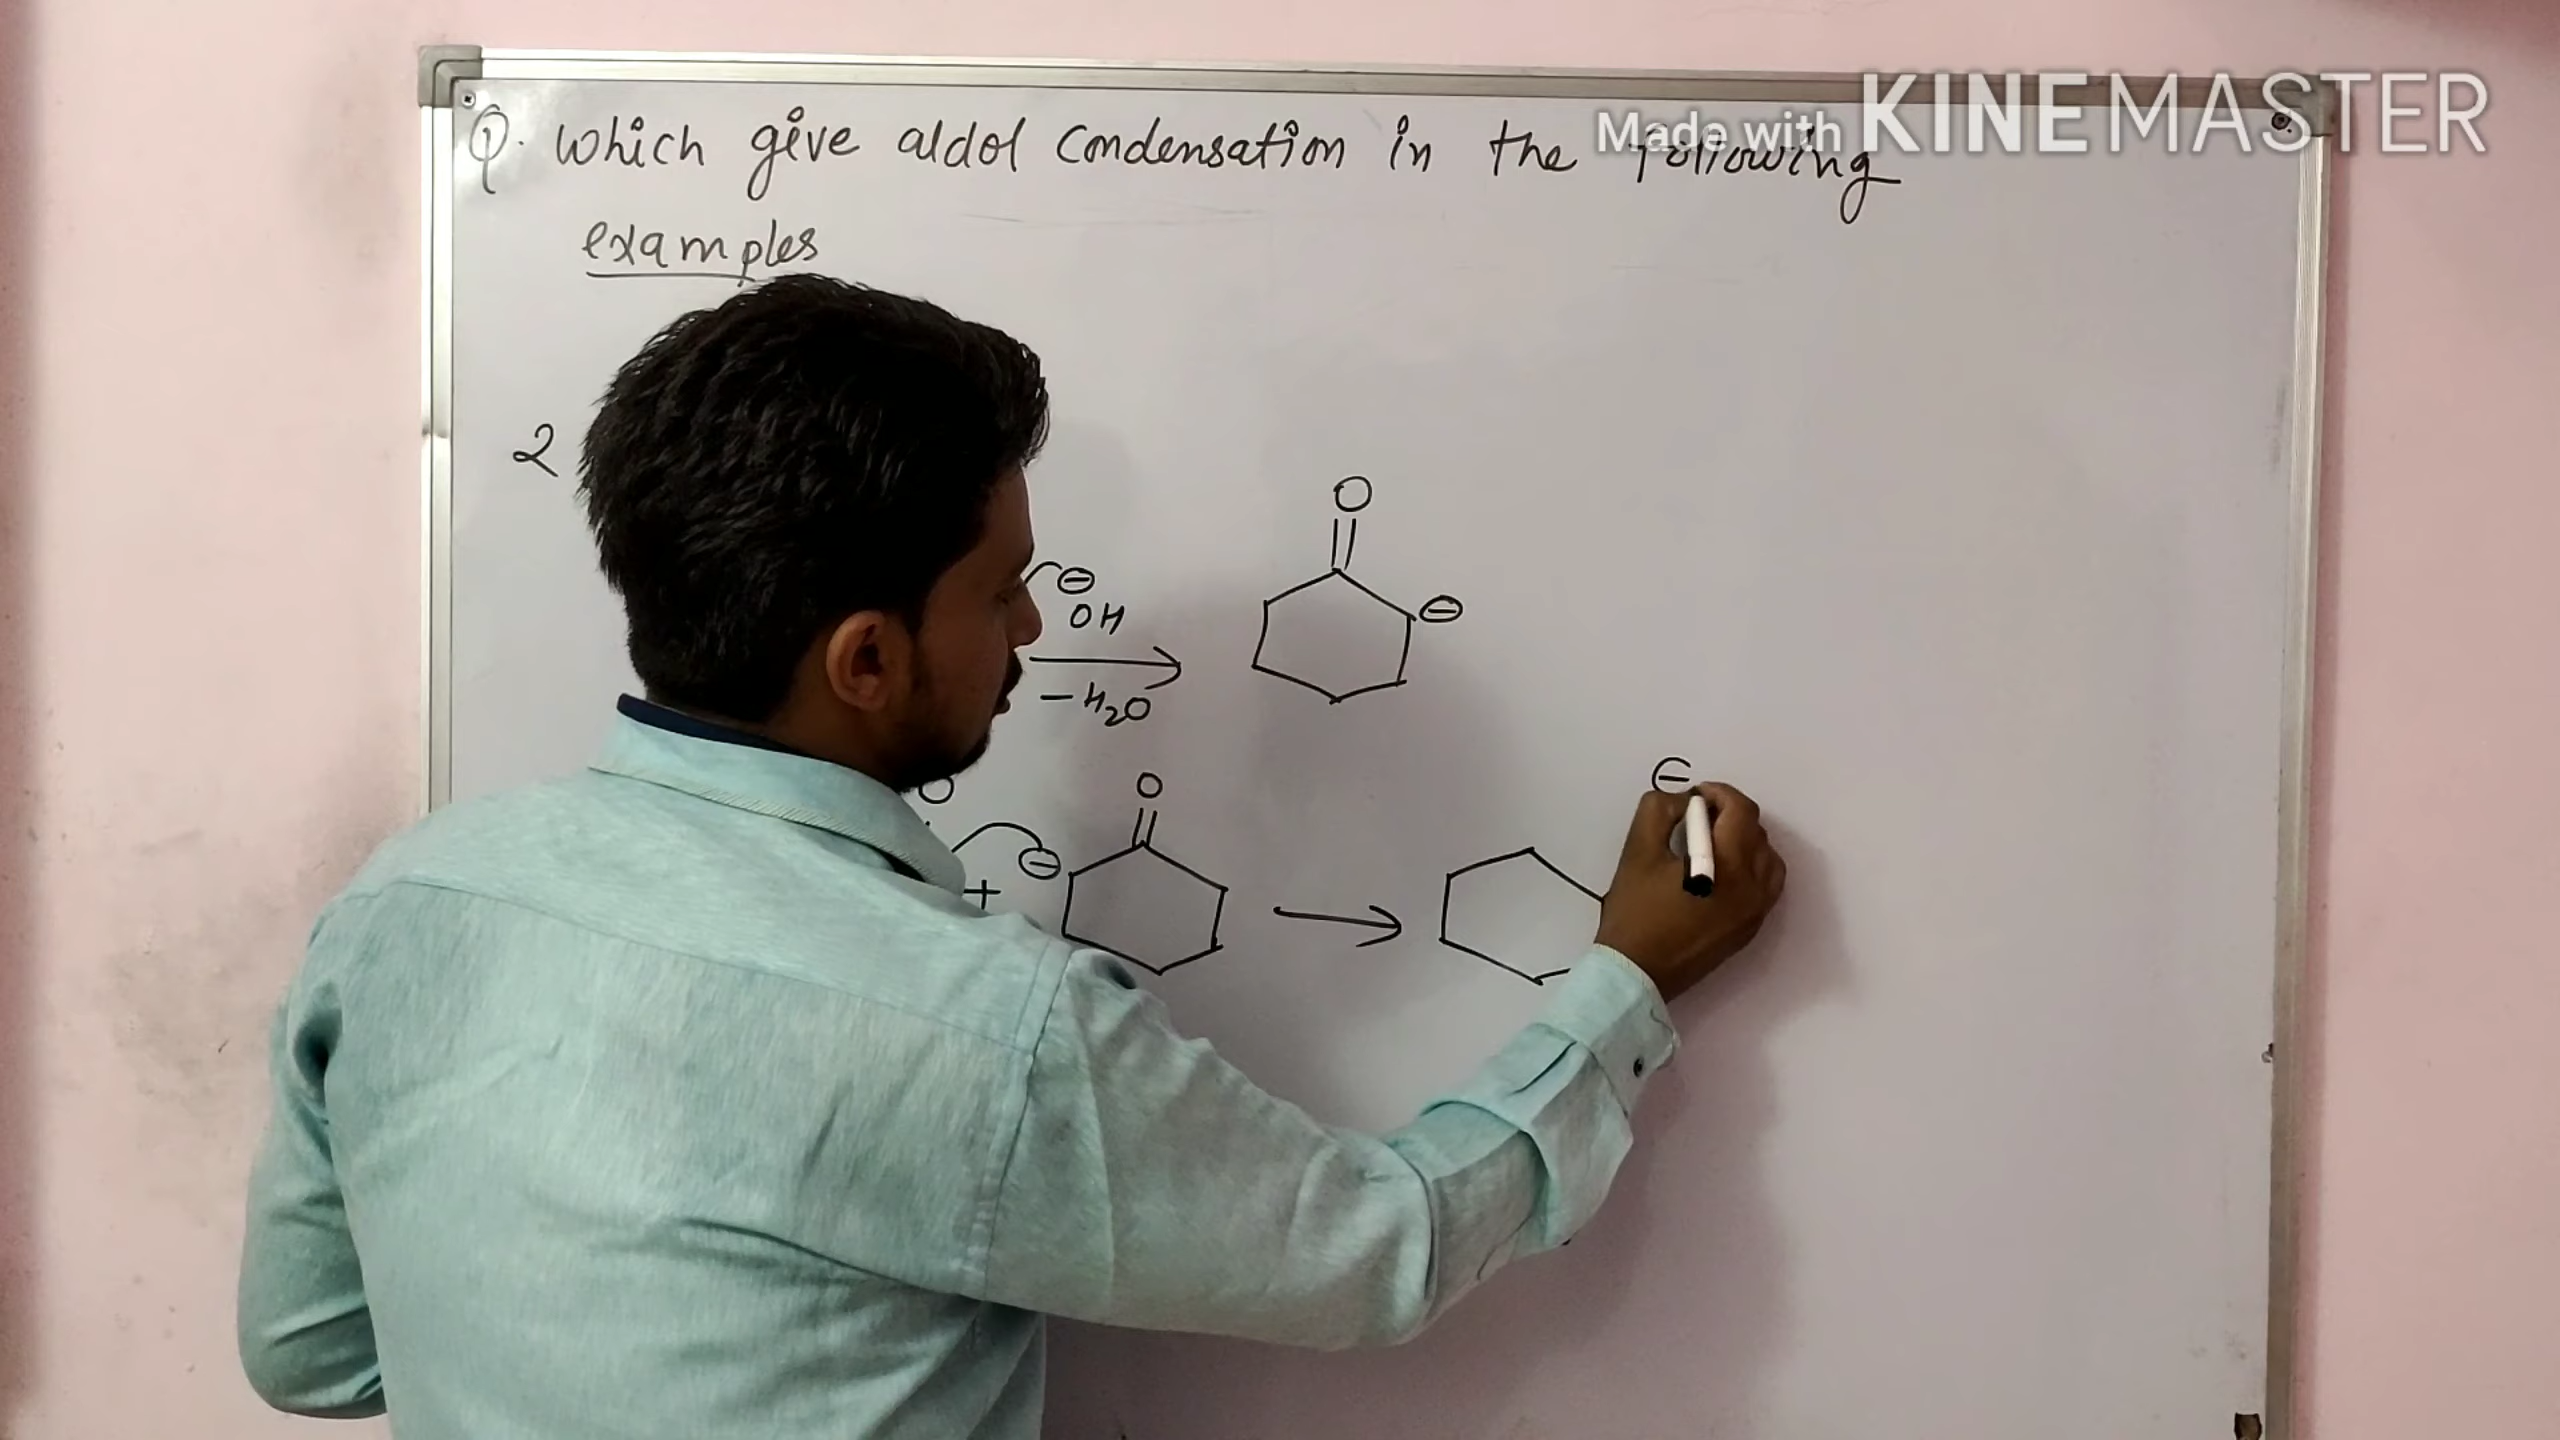 Made with KINEMASTER
Q. Which give aldol condensation in the following
examples
2
O
⊖
OH
⊖
-H2O
O
O
+
⊖
⊖